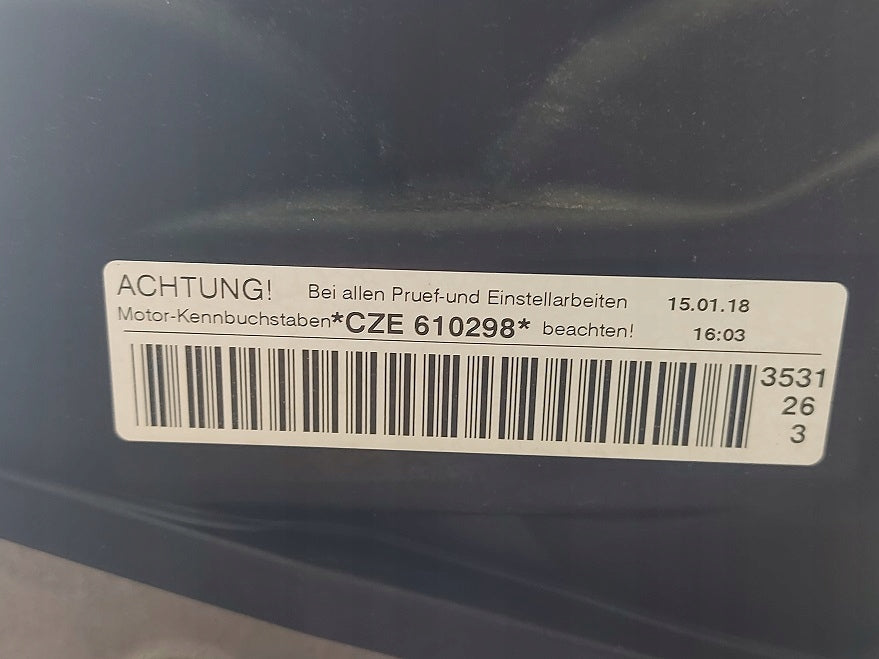 ACHTUNG! Bei allen Pruef-und Einstellarbeiten 15.01.18
Motor-Kennbuchstaben*CZE 610298* beachten! 16:03
3531
26
3